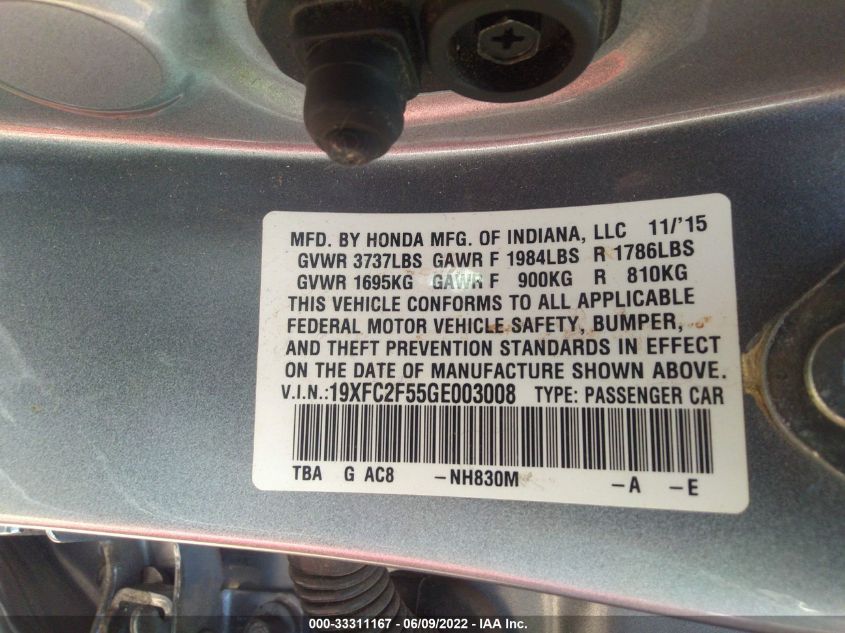 MFD. BY HONDA MFG. OF INDIANA, LLC 11/'15
GVWR 3737LBS GAWR F 1984LBS R 1786LBS
GVWR 1695KG GAWR F 900KG R 810KG
THIS VEHICLE CONFORMS TO ALL APPLICABLE
FEDERAL MOTOR VEHICLE SAFETY, BUMPER,
AND THEFT PREVENTION STANDARDS IN EFFECT
ON THE DATE OF MANUFACTURE SHOWN ABOVE.
V.I.N.:19XFC2F55GE003008 TYPE: PASSENGER CAR
TBA G AC8 -NH830M -A -E
000-33311167 - 06/09/2022 - IAA Inc.